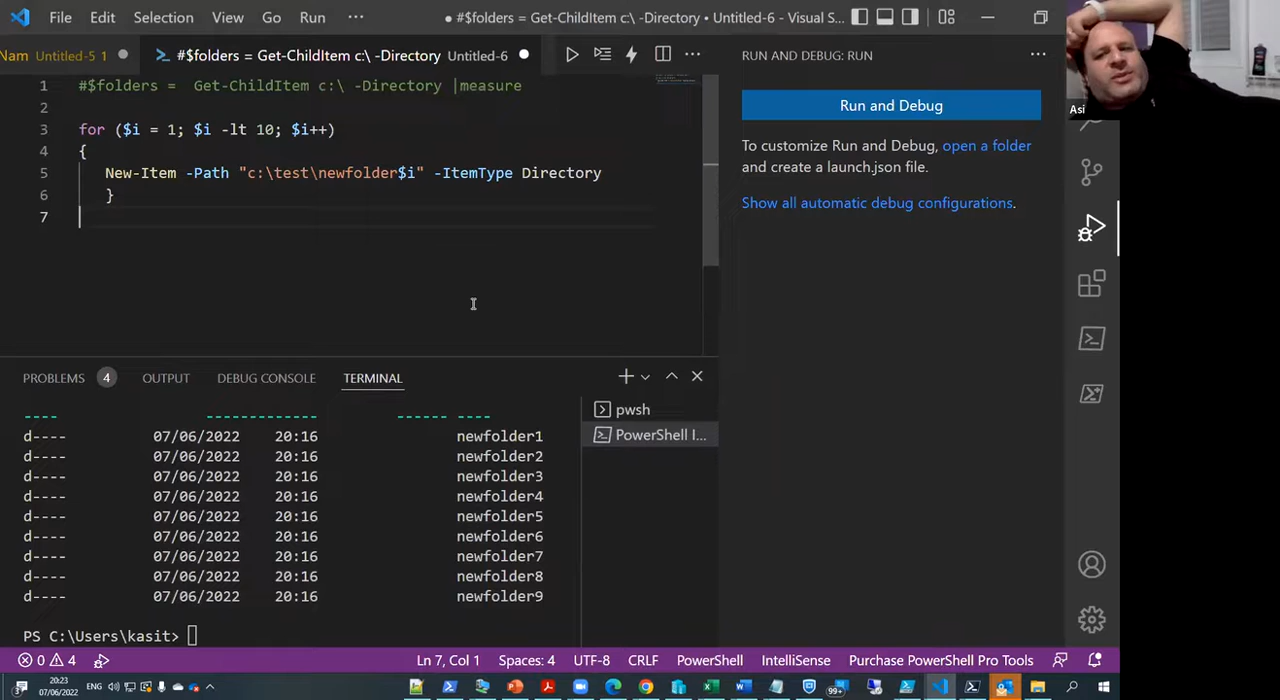 File Edit Selection View Go Run ··· ● #$folders = Get-ChildItem c:\ -Directory • Untitled-6 - Visual S...
Nam Untitled-5 1 #$folders = Get-ChildItem c:\ -Directory Untitled-6
RUN AND DEBUG: RUN
1 #$folders =  Get-ChildItem c:\ -Directory |measure
2
3 for ($i = 1; $i -lt 10; $i++)
4 {
5 New-Item -Path "c:\test\newfolder$i" -ItemType Directory
6 }
7
Run and Debug
To customize Run and Debug, open a folder
and create a launch.json file.
Show all automatic debug configurations.
Asi
PROBLEMS 4 OUTPUT DEBUG CONSOLE TERMINAL
---- ------------- ------ ----
d---- 07/06/2022 20:16 newfolder1
d---- 07/06/2022 20:16 newfolder2
d---- 07/06/2022 20:16 newfolder3
d---- 07/06/2022 20:16 newfolder4
d---- 07/06/2022 20:16 newfolder5
d---- 07/06/2022 20:16 newfolder6
d---- 07/06/2022 20:16 newfolder7
d---- 07/06/2022 20:16 newfolder8
d---- 07/06/2022 20:16 newfolder9
PS C:\Users\kasit>
pwsh
PowerShell I...
0 4 Ln 7, Col 1 Spaces: 4 UTF-8 CRLF PowerShell IntelliSense Purchase PowerShell Pro Tools
3 20:23 ENG 99+
07/06/2022